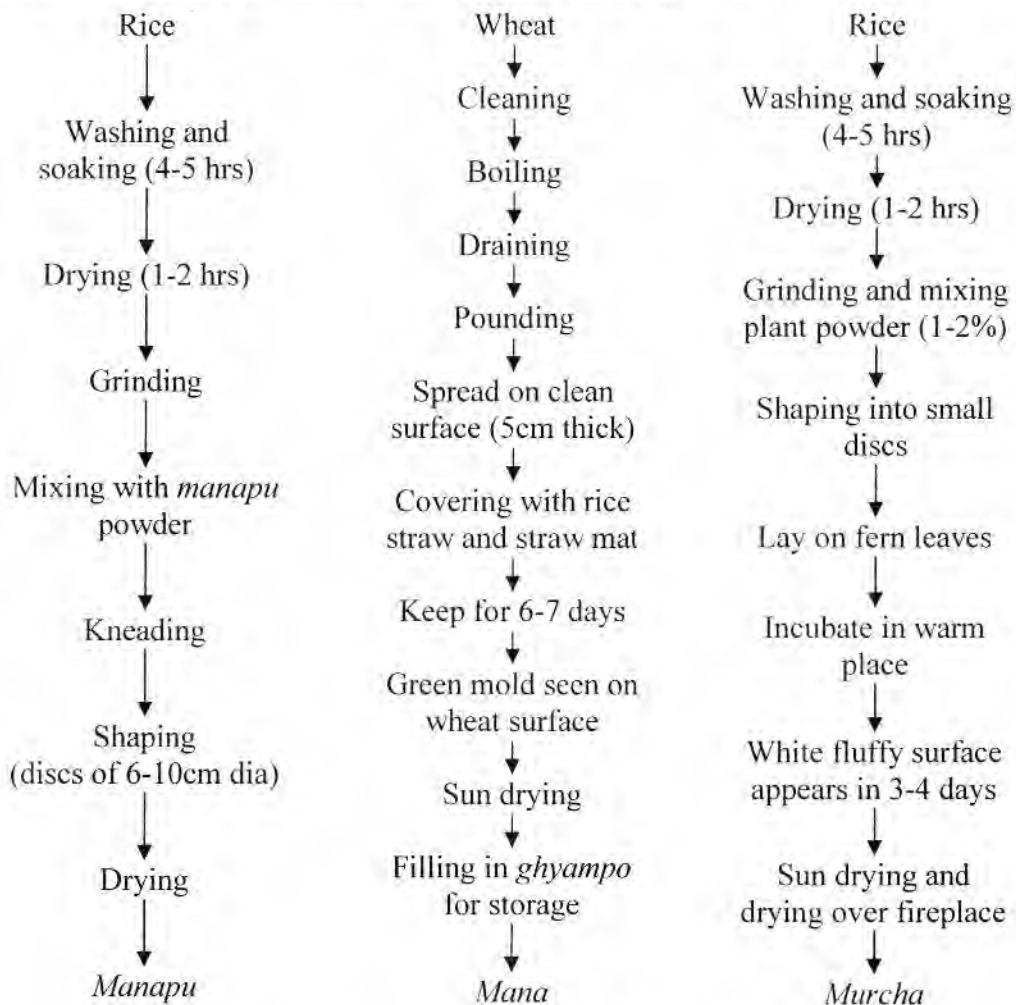 Rice
Washing and
soaking (4-5 hrs)
Drying (1-2 hrs)
Grinding
Mixing with manapu
powder
Kneading
Shaping
(discs of 6-10cm dia)
Drying
Manapu
Wheat
Cleaning
Boiling
Draining
Pounding
Spread on clean
surface (5cm thick)
Covering with rice
straw and straw mat
Keep for 6-7 days
Green mold seen on
wheat surface
Sun drying
Filling in ghyampo
for storage
Mana
Rice
Washing and soaking
(4-5 hrs)
Drying (1-2 hrs)
Grinding and mixing
plant powder (1-2%)
Shaping into small
discs
Lay on fern leaves
Incubate in warm
place
White fluffy surface
appears in 3-4 days
Sun drying and
drying over fireplace
Murcha